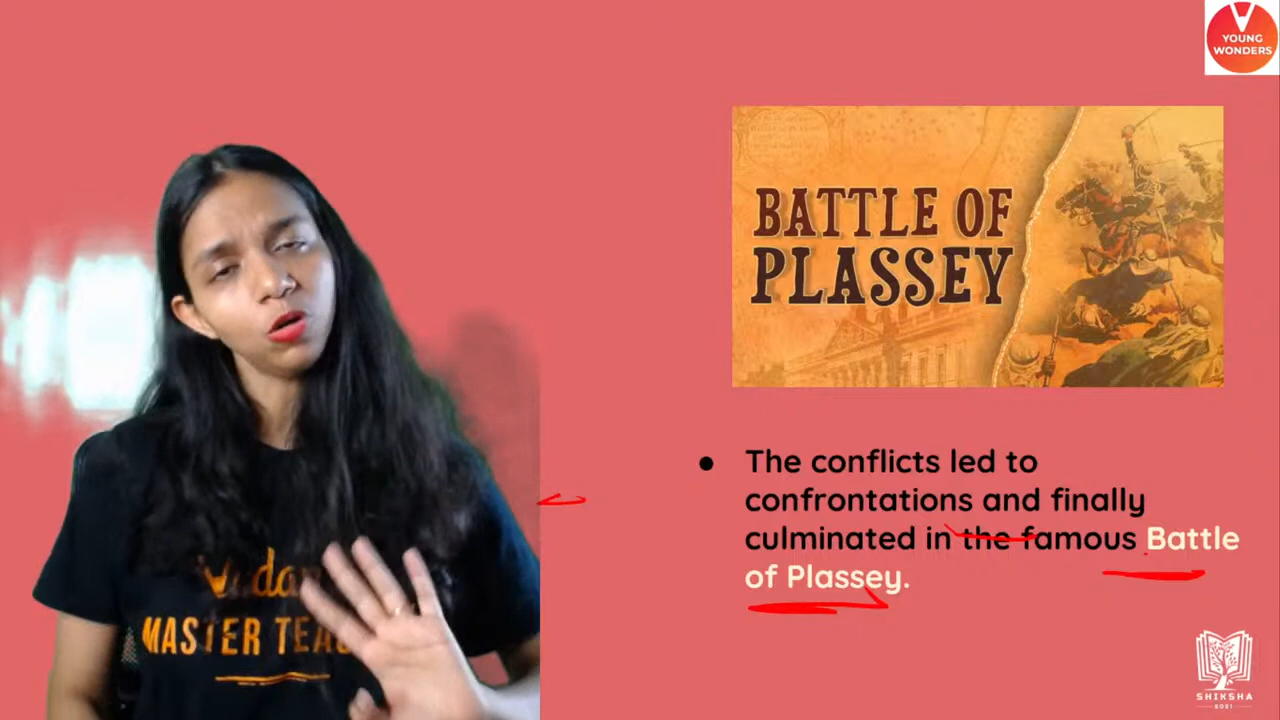 YOUNG
WONDERS
BATTLE OF
PLASSEY
● The conflicts led to
confrontations and finally
culminated in the famous Battle
of Plassey.
MASTER
SHIKSHA
2021